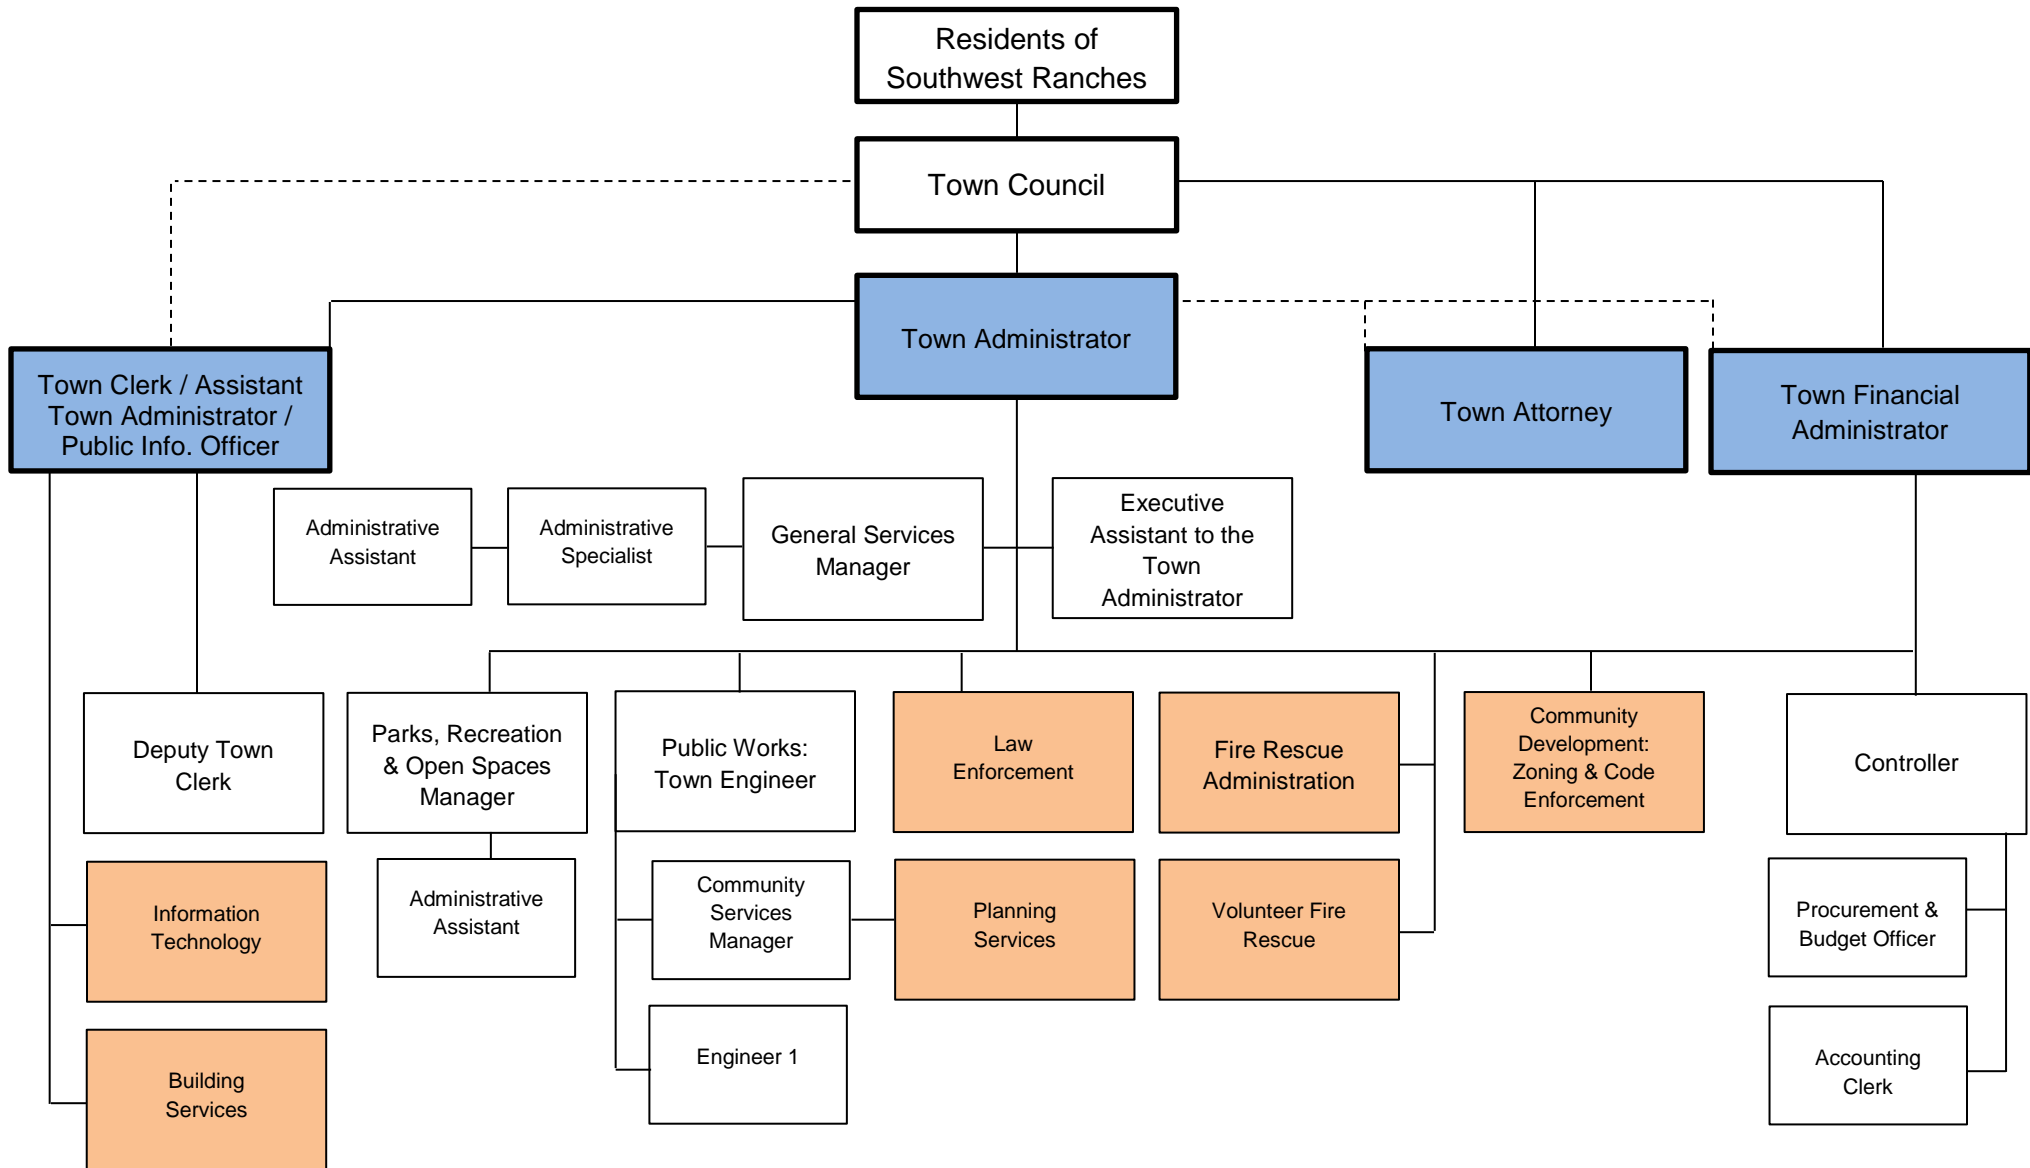 Residents of
Southwest Ranches
Town Council
Town Administrator
Town Clerk / Assistant
Town Administrator /
Public Info. Officer
Town Attorney
Town Financial
Administrator
Administrative
Assistant
Administrative
Specialist
General Services
Manager
Executive
Assistant to the
Town
Administrator
Deputy Town
Clerk
Parks, Recreation
& Open Spaces
Manager
Public Works:
Town Engineer
Law
Enforcement
Fire Rescue
Administration
Community
Development:
Zoning & Code
Enforcement
Controller
Information
Technology
Administrative
Assistant
Community
Services
Manager
Planning
Services
Volunteer Fire
Rescue
Procurement &
Budget Officer
Building
Services
Engineer 1
Accounting
Clerk